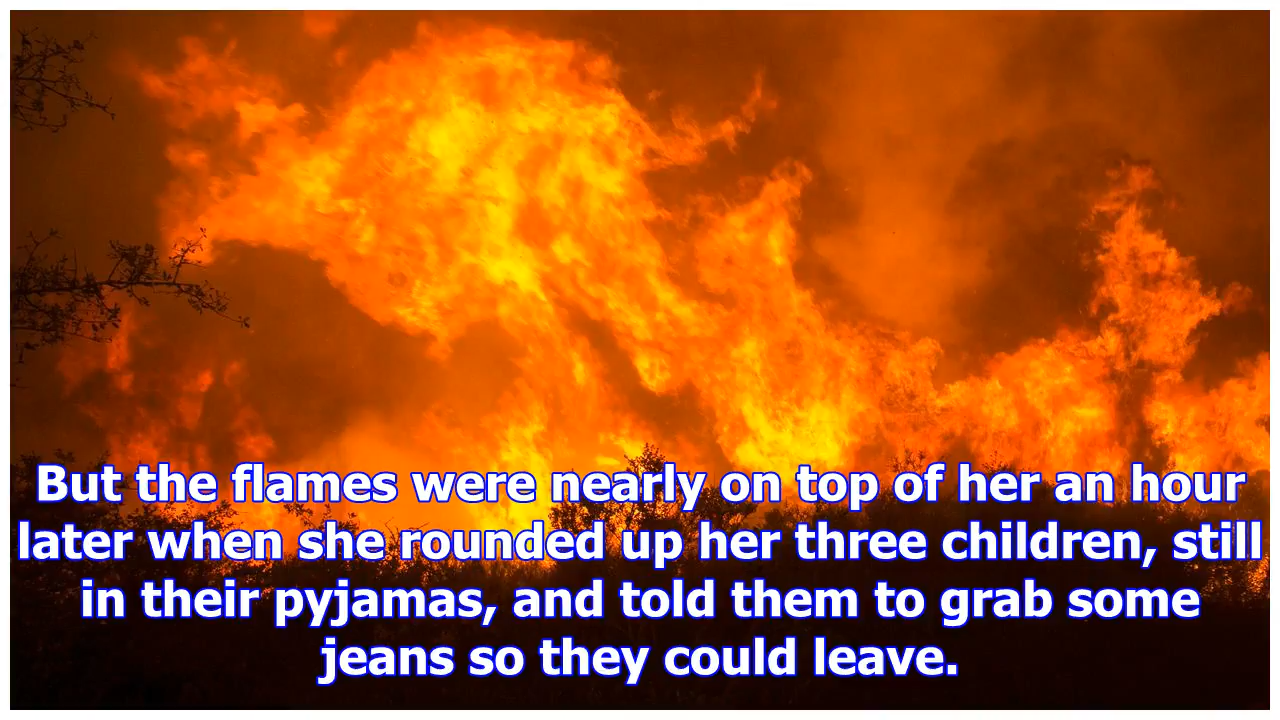 But the flames were nearly on top of her an hour
later when she rounded up her three children, still
in their pyjamas, and told them to grab some
jeans so they could leave.